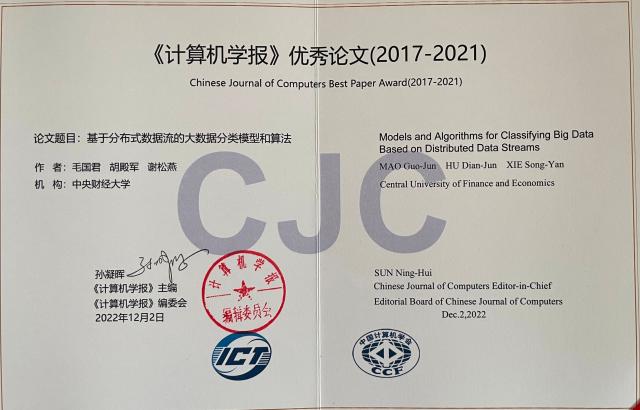 《计算机学报》优秀论文(2017-2021)
Chinese Journal of Computers Best Paper Award(2017-2021)
CJC
论文题目：基于分布式数据流的大数据分类模型和算法
作 者：毛国君 胡殿军 谢松燕
机 构：中央财经大学
孙凝晖
《计算机学报》主编
《计算机学报》编委会
2022年12月2日
计算机学报
编辑委员会
ICT
Models and Algorithms for Classifying Big Data
Based on Distributed Data Streams
MAO Guo-Jun HU Dian-Jun XIE Song-Yan
Central University of Finance and Economics
SUN Ning-Hui
Chinese Journal of Computers Editor-in-Chief
Editorial Board of Chinese Journal of Computers
Dec.2,2022
中国计算机学会
CCF